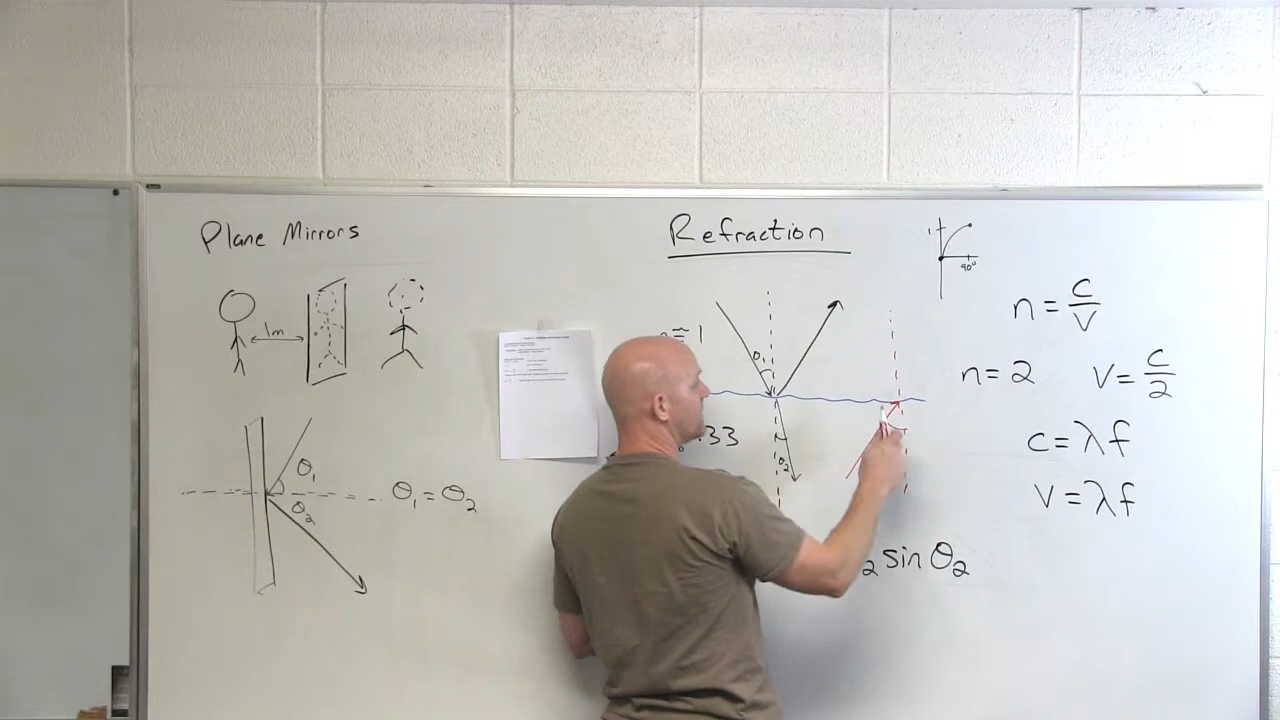 Plane Mirrors
1m
θ₁
θ₂
θ₁ = θ₂
Refraction
1
90°
≈ 1
θ₁
.33
θ₂
₂ sin θ₂
n = c/v
n = 2 v = c/2
c = λf
v = λf